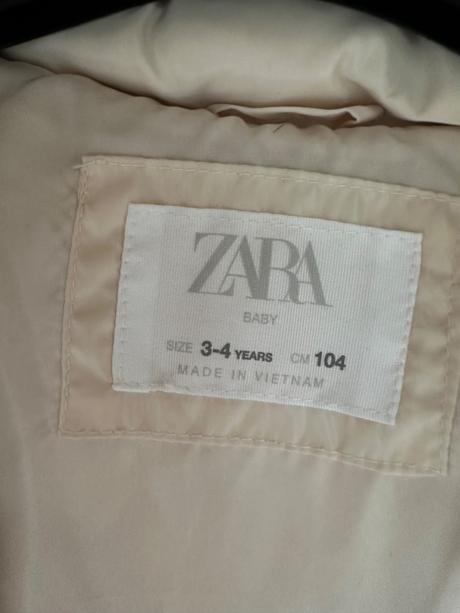 ZARA
BABY
SIZE 3-4 YEARS CM 104
MADE IN VIETNAM